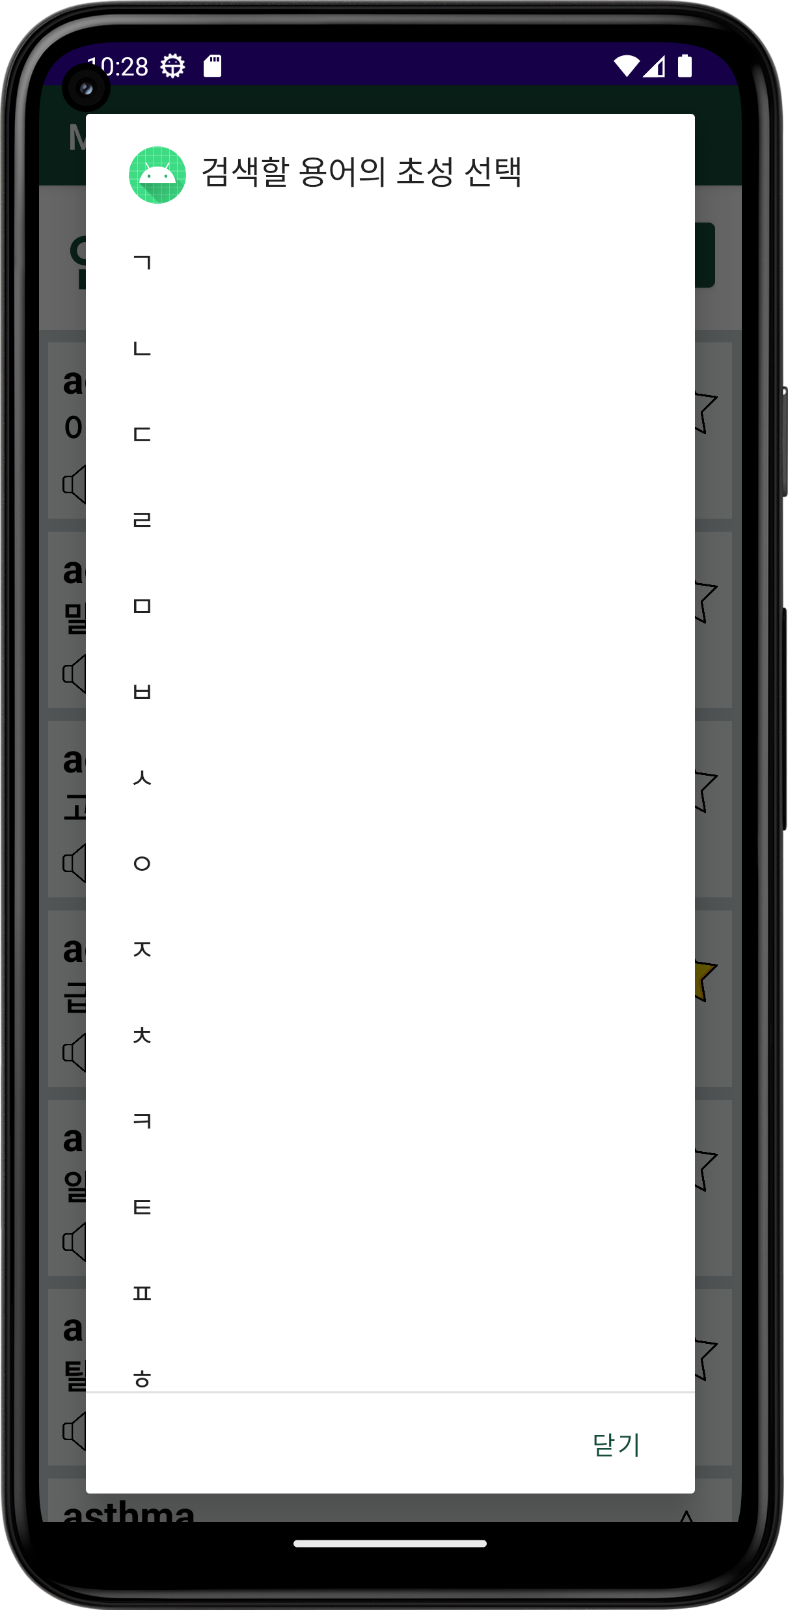 10:28
검색할 용어의 초성 선택
ㄱ
ㄴ
ㄷ
ㄹ
ㅁ
ㅂ
ㅅ
ㅇ
ㅈ
ㅊ
ㅋ
ㅌ
ㅍ
ㅎ
닫기
asthma